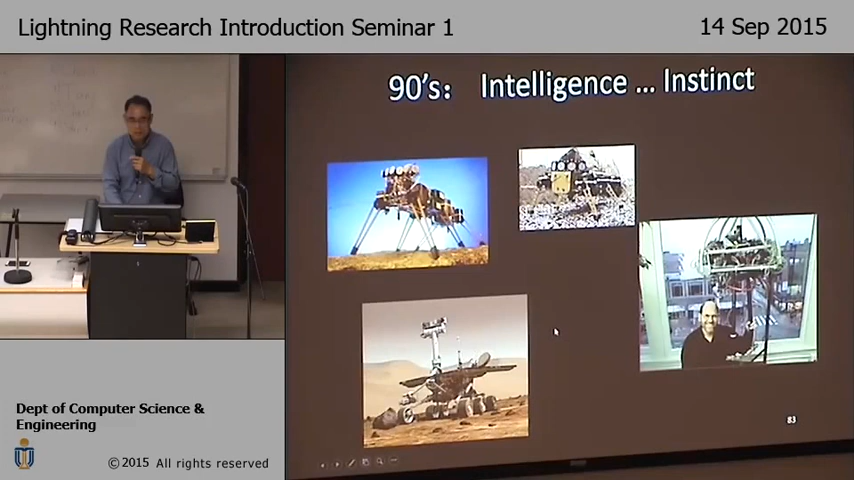 Lightning Research Introduction Seminar 1
14 Sep 2015
90's: Intelligence ... Instinct
83
Dept of Computer Science &
Engineering
© 2015 All rights reserved